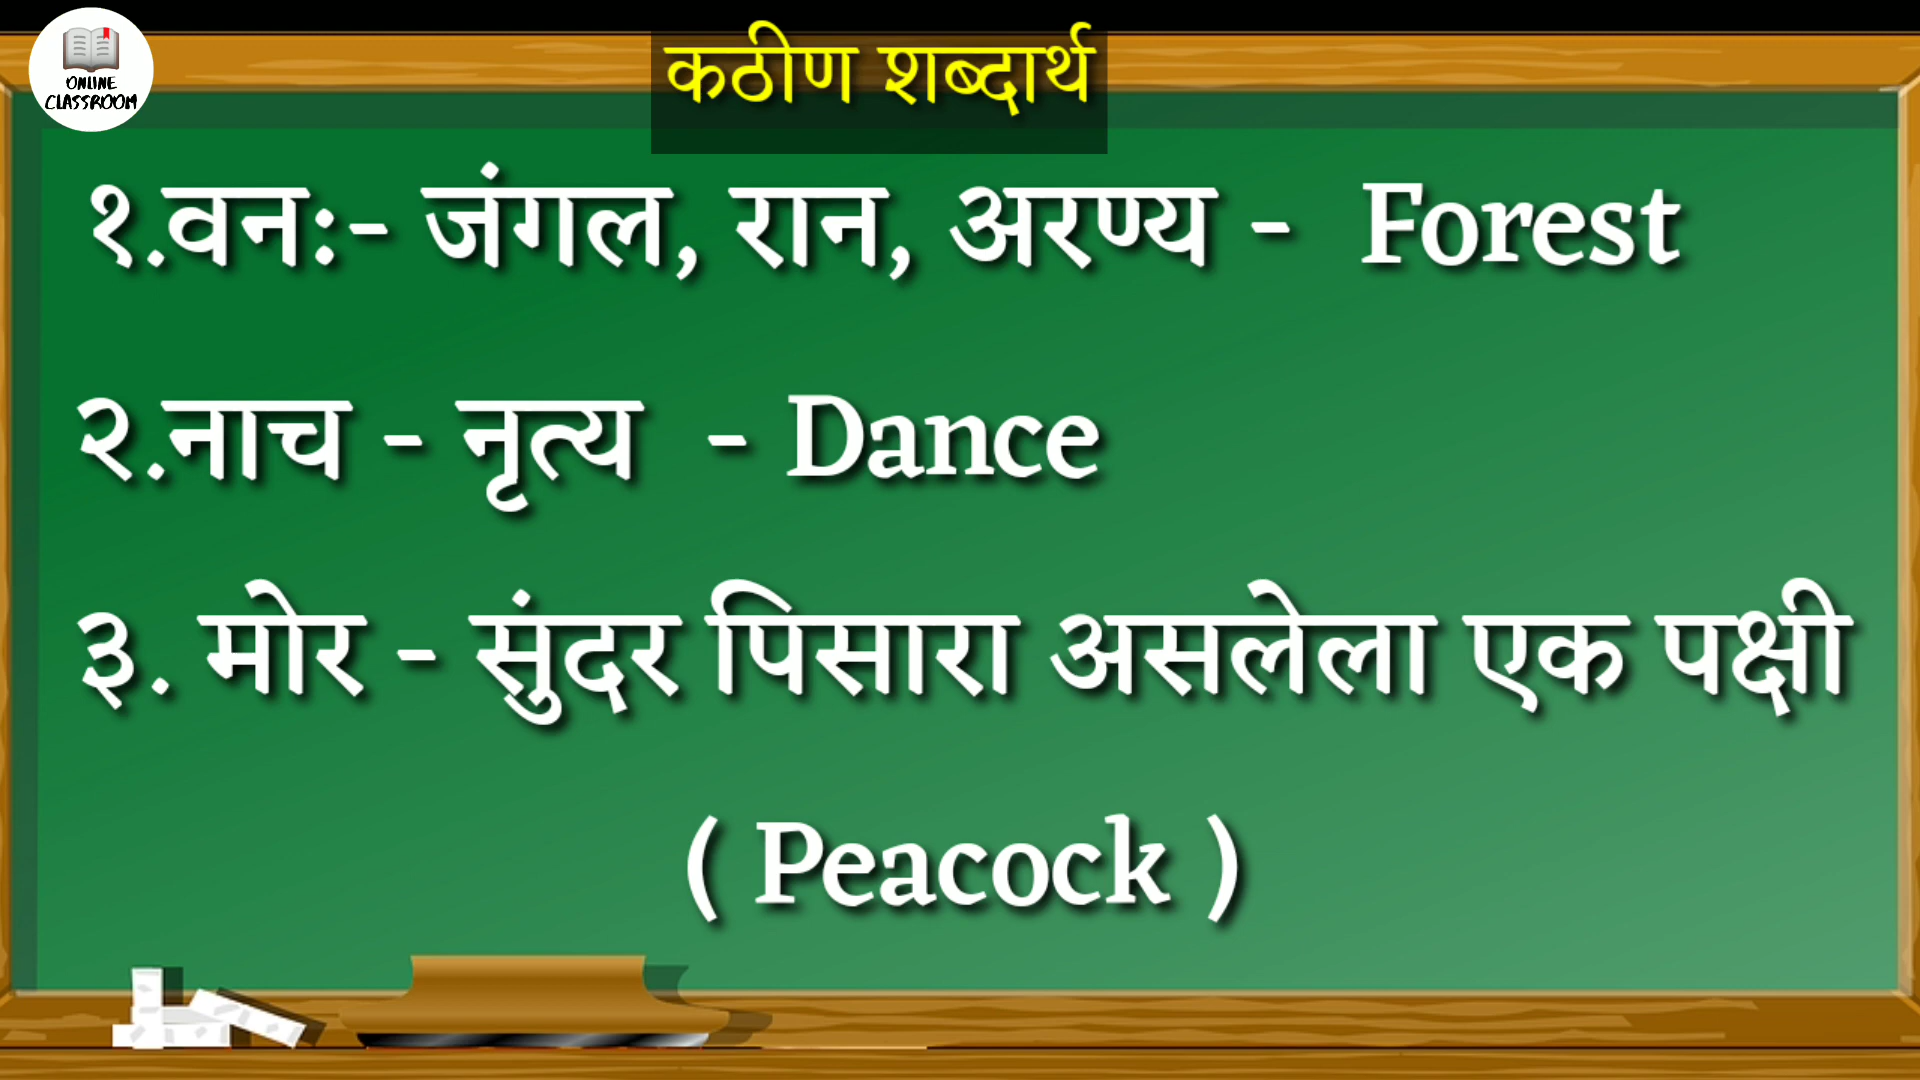 ONLINE
CLASSROOM
कठीण शब्दार्थ
१.वनः- जंगल, रान, अरण्य - Forest
२.नाच - नृत्य - Dance
३. मोर - सुंदर पिसारा असलेला एक पक्षी
( Peacock )